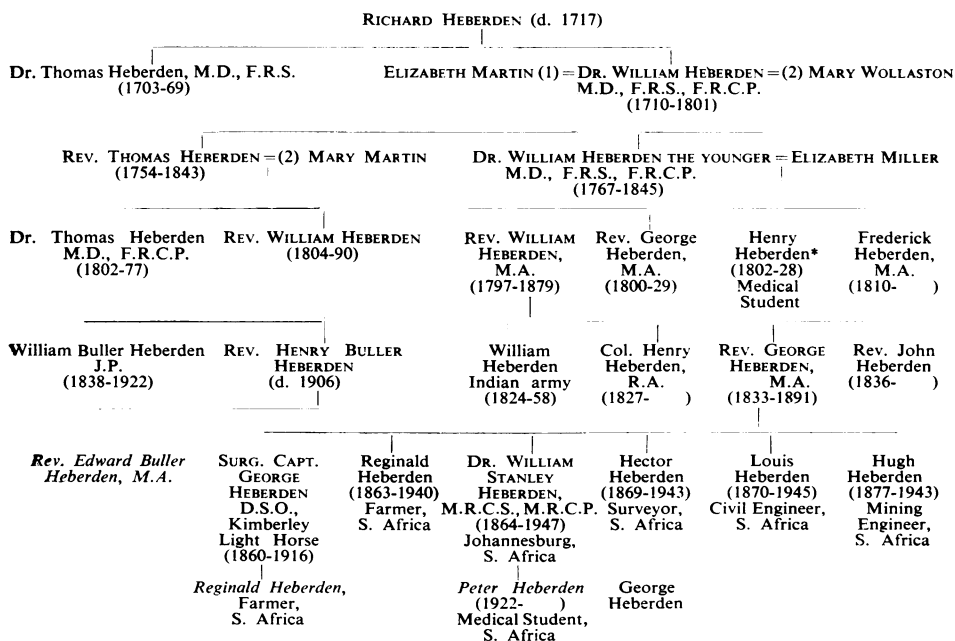 RICHARD HEBERDEN (d. 1717)
Dr. Thomas Heberden, M.D., F.R.S.
(1703-69)
ELIZABETH MARTIN (1) = DR. WILLIAM HEBERDEN = (2) MARY WOLLASTON
M.D., F.R.S., F.R.C.P.
(1710-1801)
REV. THOMAS HEBERDEN = (2) MARY MARTIN
(1754-1843)
DR. WILLIAM HEBERDEN THE YOUNGER = ELIZABETH MILLER
M.D., F.R.S., F.R.C.P.
(1767-1845)
Dr. Thomas Heberden
M.D., F.R.C.P.
(1802-77)
REV. WILLIAM HEBERDEN
(1804-90)
REV. WILLIAM
HEBERDEN,
M.A.
(1797-1879)
Rev. George
Heberden,
M.A.
(1800-29)
Henry
Heberden*
(1802-28)
Medical
Student
Frederick
Heberden,
M.A.
(1810- )
William Buller Heberden
J.P.
(1838-1922)
REV. HENRY BULLER
HEBERDEN
(d. 1906)
William
Heberden
Indian army
(1824-58)
Col. Henry
Heberden,
R.A.
(1827- )
REV. GEORGE
HEBERDEN,
M.A.
(1833-1891)
Rev. John
Heberden
(1836- )
Rev. Edward Buller
Heberden, M.A.
SURG. CAPT.
GEORGE
HEBERDEN
D.S.O.,
Kimberley
Light Horse
(1860-1916)
Reginald
Heberden
(1863-1940)
Farmer,
S. Africa
DR. WILLIAM
STANLEY
HEBERDEN,
M.R.C.S., M.R.C.P.
(1864-1947)
Johannesburg,
S. Africa
Hector
Heberden
(1869-1943)
Surveyor,
S. Africa
Louis
Heberden
(1870-1945)
Civil Engineer,
S. Africa
Hugh
Heberden
(1877-1943)
Mining
Engineer,
S. Africa
Reginald Heberden,
Farmer,
S. Africa
Peter Heberden
(1922- )
Medical Student,
S. Africa
George
Heberden